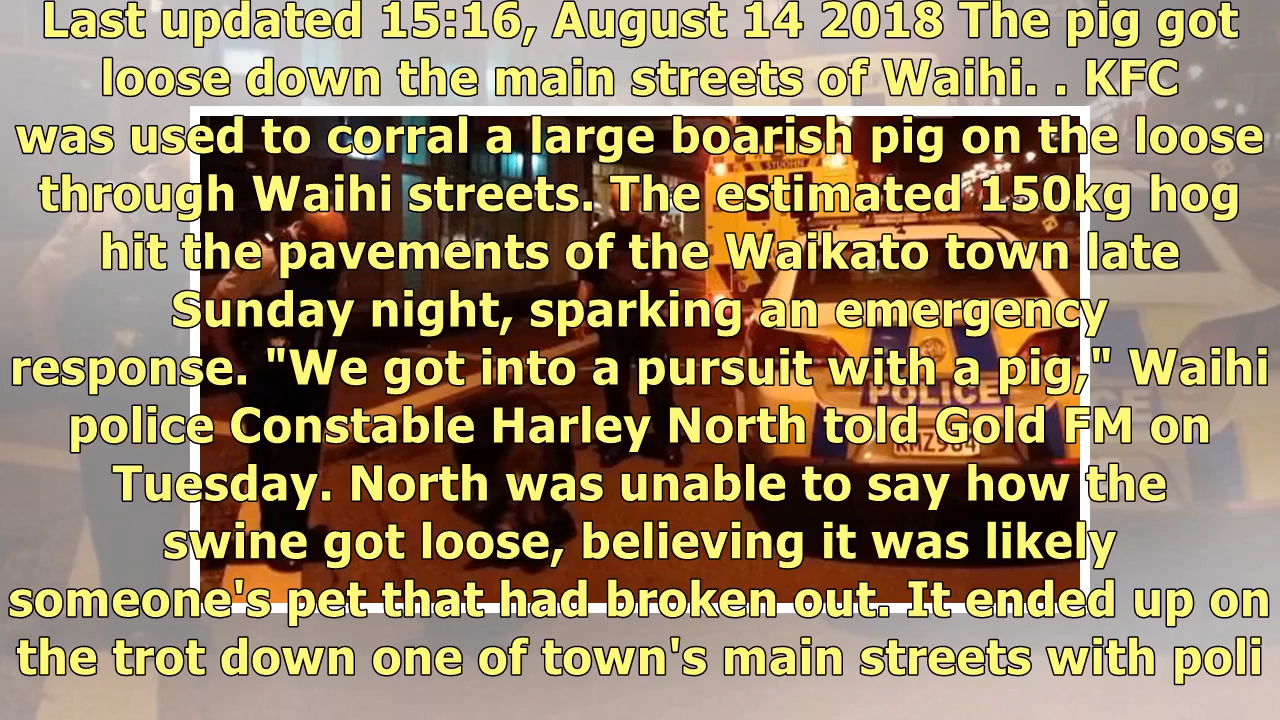 Last updated 15:16, August 14 2018 The pig got
loose down the main streets of Waihi. . KFC
was used to corral a large boarish pig on the loose
through Waihi streets. The estimated 150kg hog
hit the pavements of the Waikato town late
Sunday night, sparking an emergency
response. "We got into a pursuit with a pig," Waihi
police Constable Harley North told Gold FM on
Tuesday. North was unable to say how the
swine got loose, believing it was likely
someone's pet that had broken out. It ended up on
the trot down one of town's main streets with poli
POLICE